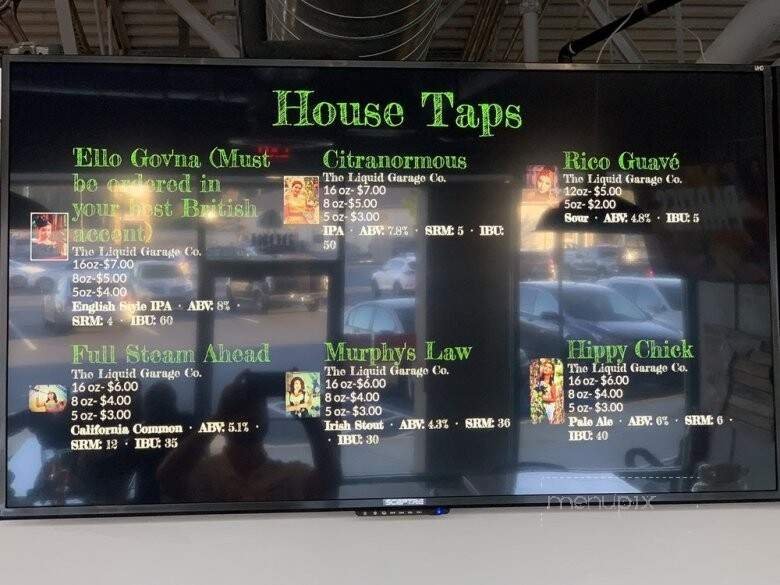 House Taps
'Ello Gov'na (Must
be ordered in
your best British
accent)
The Liquid Garage Co.
16oz-$7.00
8oz-$5.00
5oz-$4.00
English Style IPA · ABV: 8% ·
SRM: 4 · IBU: 60
Citranormous
The Liquid Garage Co.
16 oz- $7.00
8 oz-$5.00
5 oz- $3.00
IPA · ABV: 7.8% · SRM: 5 · IBU:
50
Rico Guavé
The Liquid Garage Co.
12oz- $5.00
5oz- $2.00
Sour · ABV: 4.8% · IBU: 5
Full Steam Ahead
The Liquid Garage Co.
16 oz- $6.00
8 oz- $4.00
5 oz- $3.00
California Common · ABV: 5.1% ·
SRM: 12 · IBU: 35
Murphy's Law
The Liquid Garage Co.
16 oz-$6.00
8 oz-$4.00
5 oz- $3.00
Irish Stout · ABV: 4.3% · SRM: 36
· IBU: 30
Hippy Chick
The Liquid Garage Co.
16 oz- $6.00
8 oz- $4.00
5 oz- $3.00
Pale Ale · ABV: 6% · SRM: 6 ·
IBU: 40
SCEPTRE
menupix